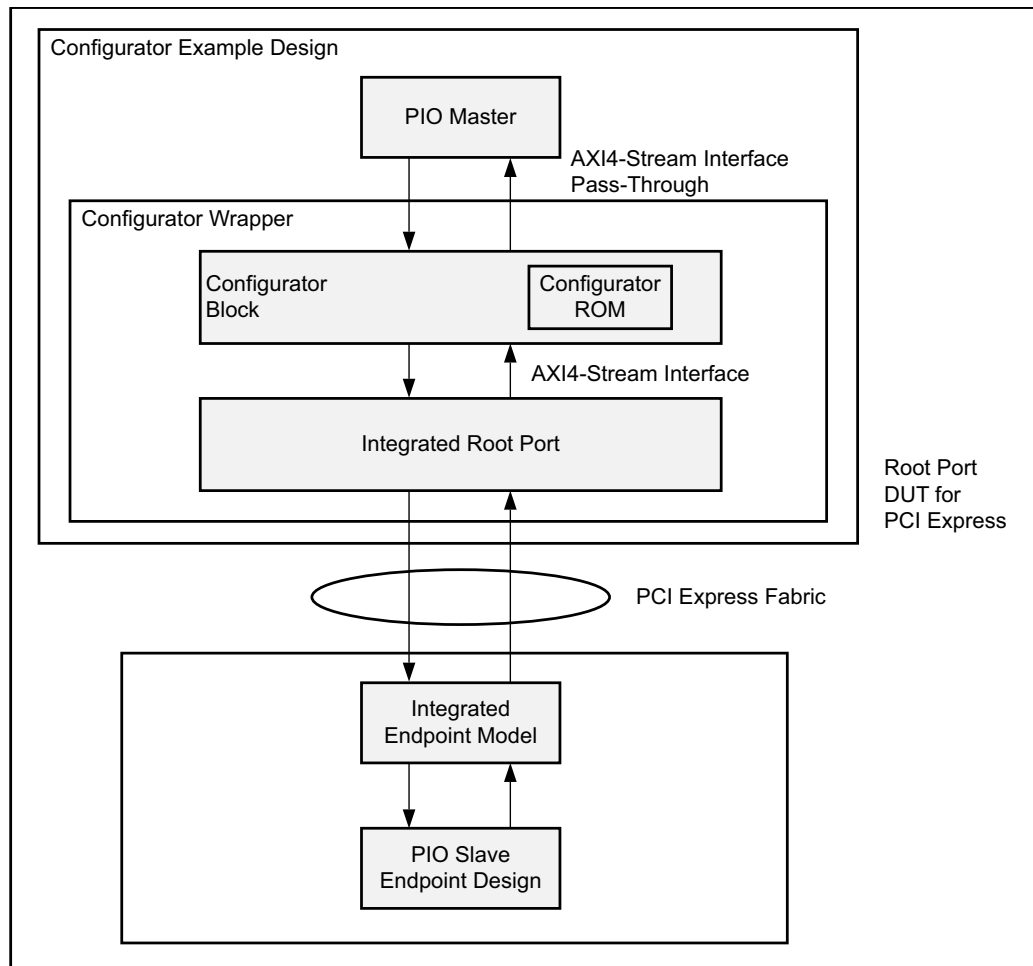 Configurator Example Design
PIO Master
AXI4-Stream Interface
Pass-Through
Configurator Wrapper
Configurator
Block
Configurator
ROM
AXI4-Stream Interface
Integrated Root Port
Root Port
DUT for
PCI Express
PCI Express Fabric
Integrated
Endpoint Model
PIO Slave
Endpoint Design